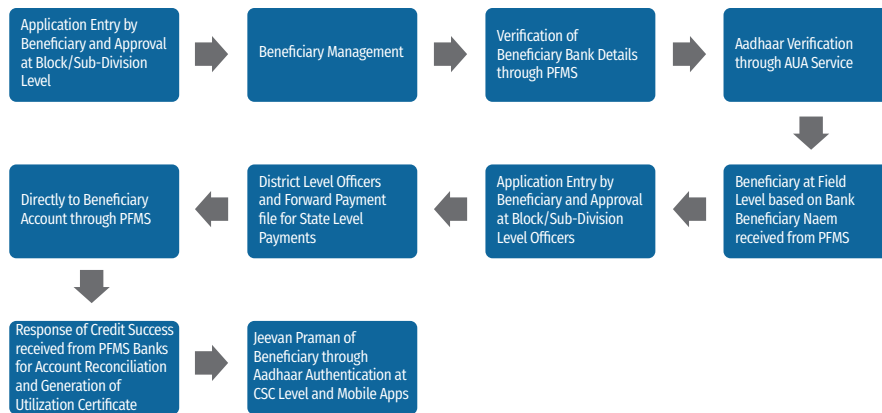 Application Entry by
Beneficiary and Approval
at Block/Sub-Division
Level
Beneficiary Management
Verification of
Beneficiary Bank Details
through PFMS
Aadhaar Verification
through AUA Service
Beneficiary at Field
Level based on Bank
Beneficiary Naem
received from PFMS
Application Entry by
Beneficiary and Approval
at Block/Sub-Division
Level Officers
District Level Officers
and Forward Payment
file for State Level
Payments
Directly to Beneficiary
Account through PFMS
Response of Credit Success
received from PFMS Banks
for Account Reconciliation
and Generation of
Utilization Certificate
Jeevan Praman of
Beneficiary through
Aadhaar Authentication at
CSC Level and Mobile Apps